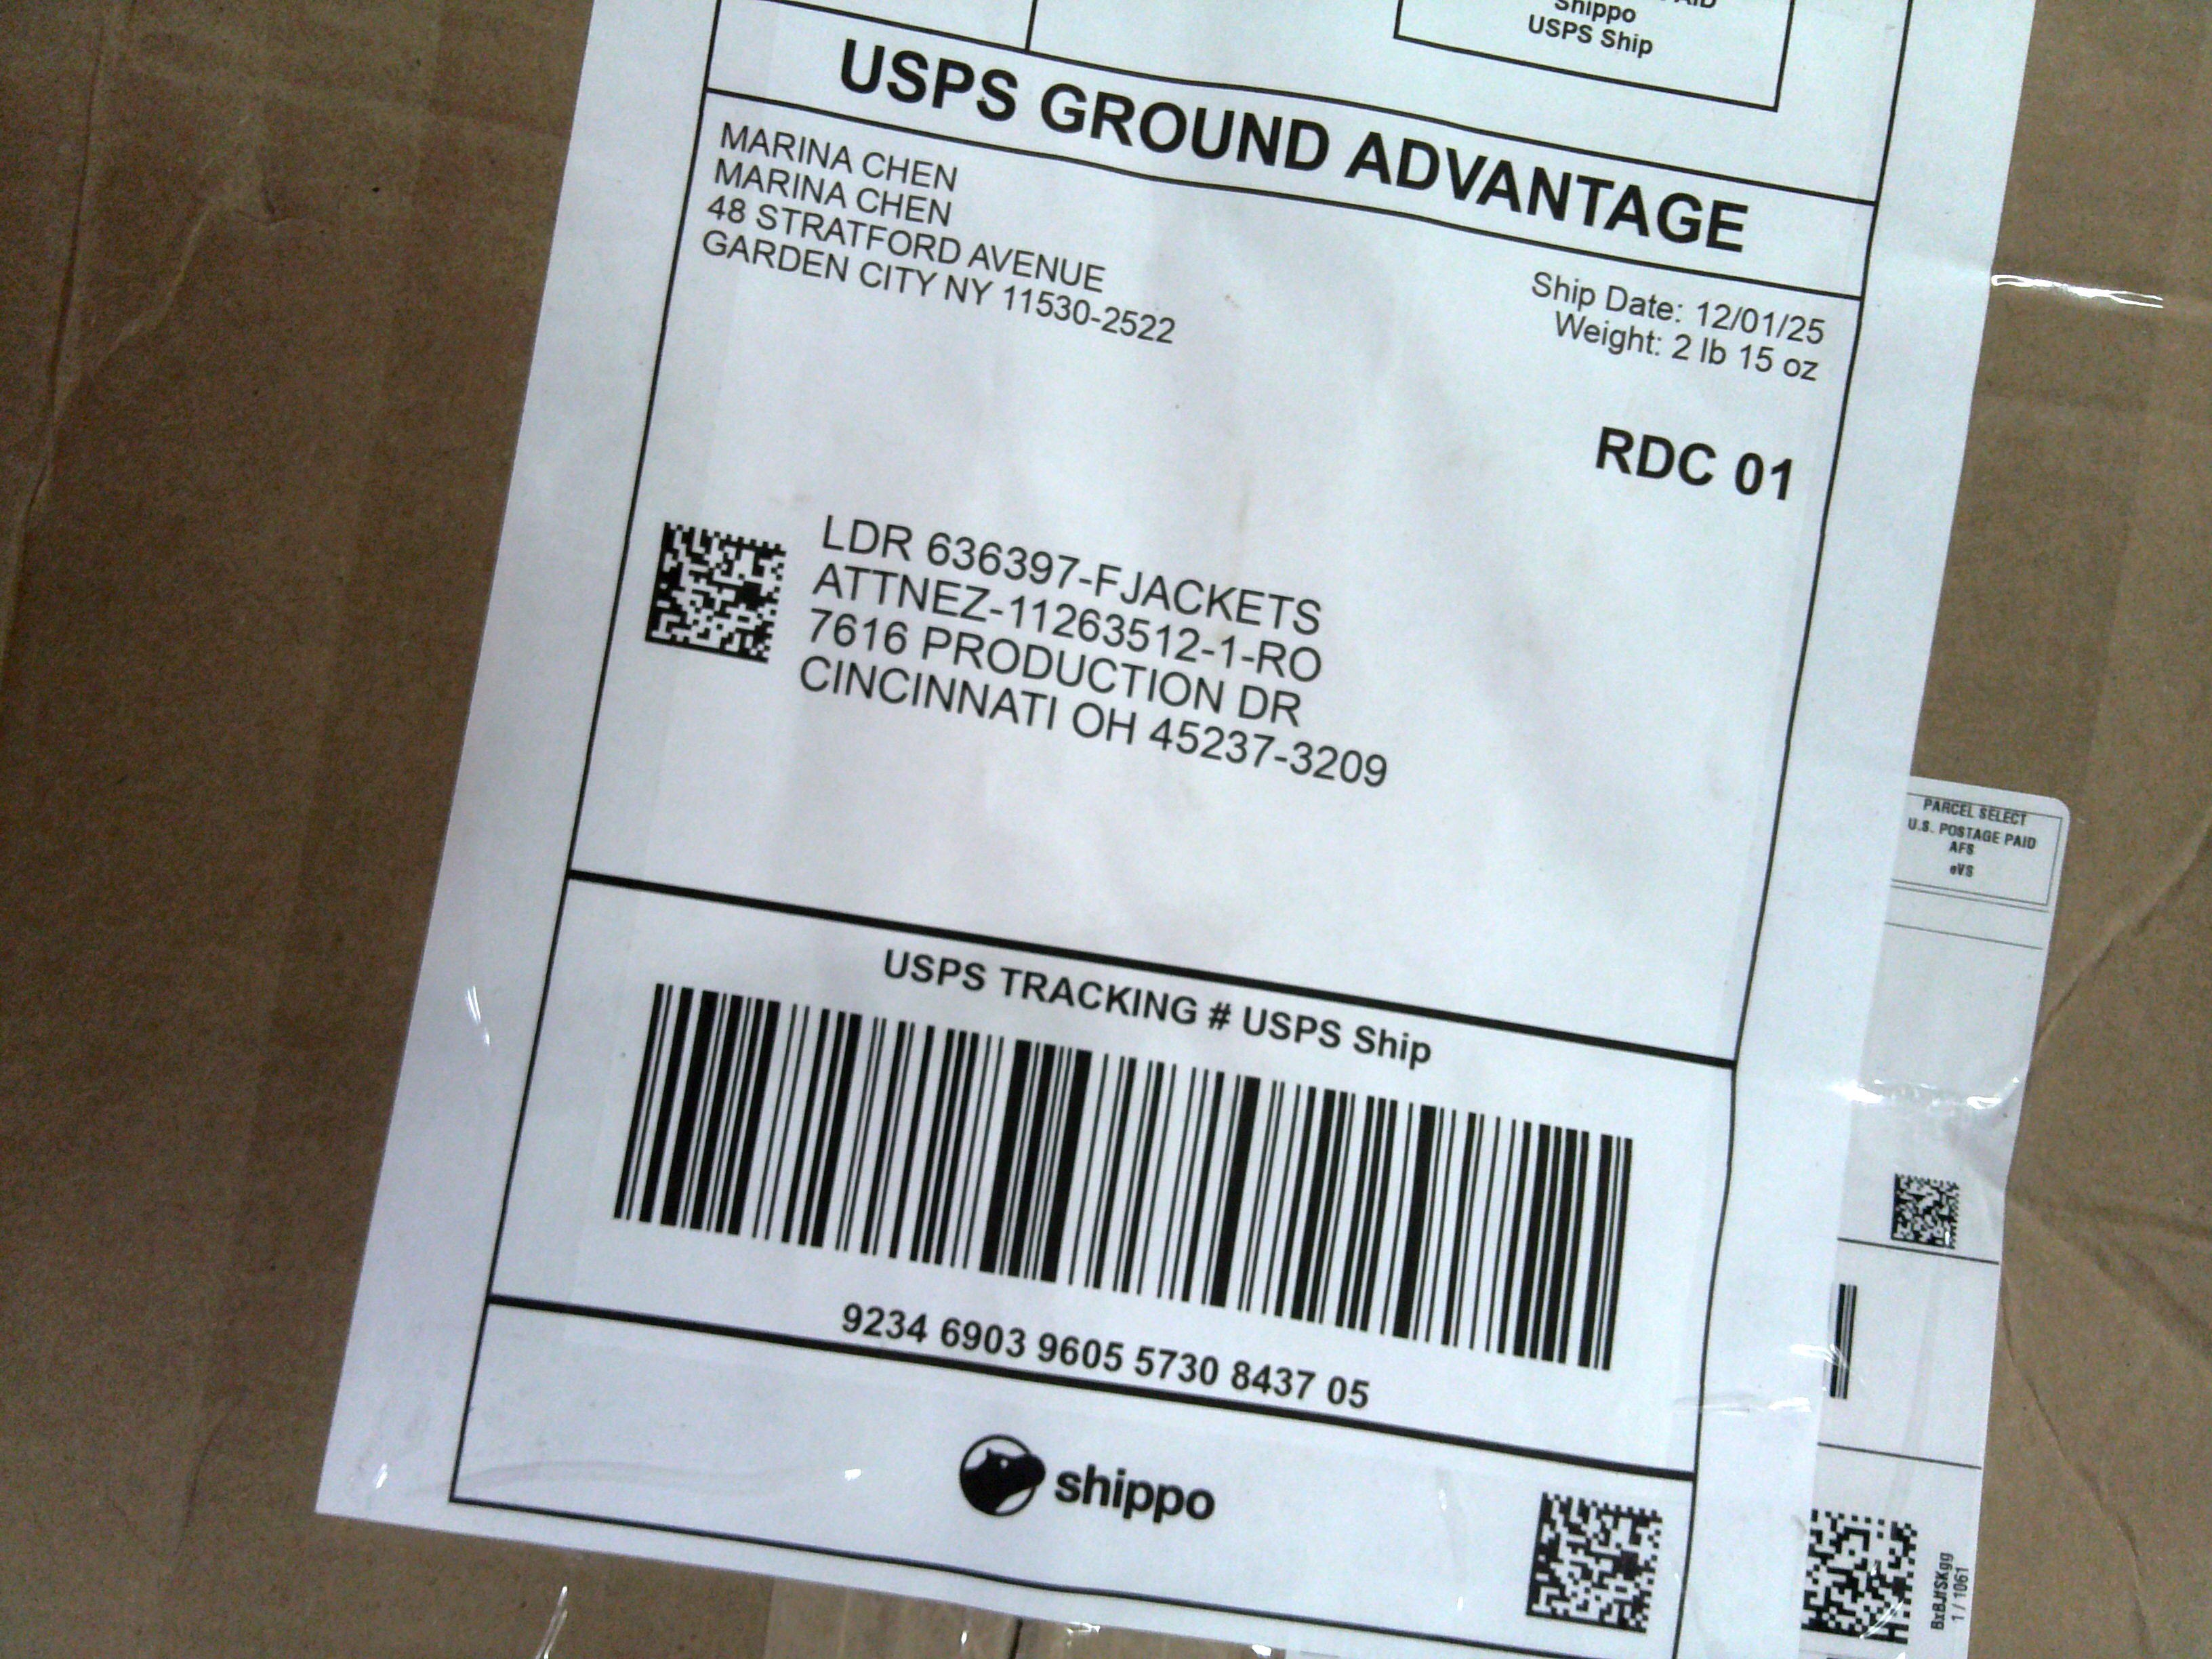 Shippo
USPS Ship
USPS GROUND ADVANTAGE
MARINA CHEN
MARINA CHEN
48 STRATFORD AVENUE
GARDEN CITY NY 11530-2522
Ship Date: 12/01/25
Weight: 2 lb 15 oz
RDC 01
LDR 636397-FJACKETS
ATTNEZ-11263512-1-RO
7616 PRODUCTION DR
CINCINNATI OH 45237-3209
USPS TRACKING # USPS Ship
9234 6903 9605 5730 8437 05
shippo
PARCEL SELECT
U.S. POSTAGE PAID
AFS
eVS
1 / 1061